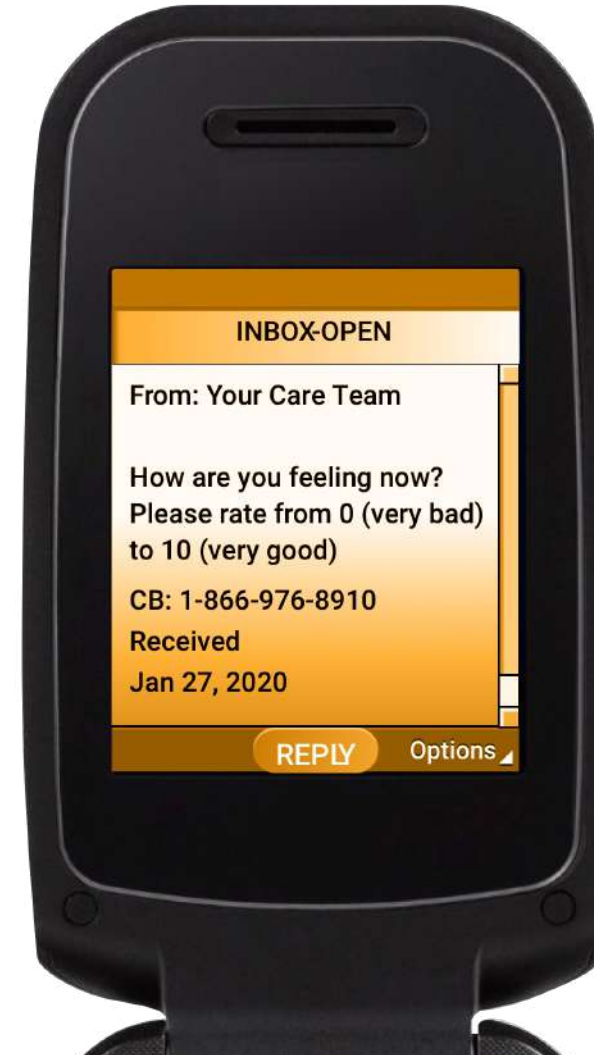 INBOX-OPEN
From: Your Care Team
How are you feeling now?
Please rate from 0 (very bad)
to 10 (very good)
CB: 1-866-976-8910
Received
Jan 27, 2020
REPLY Options